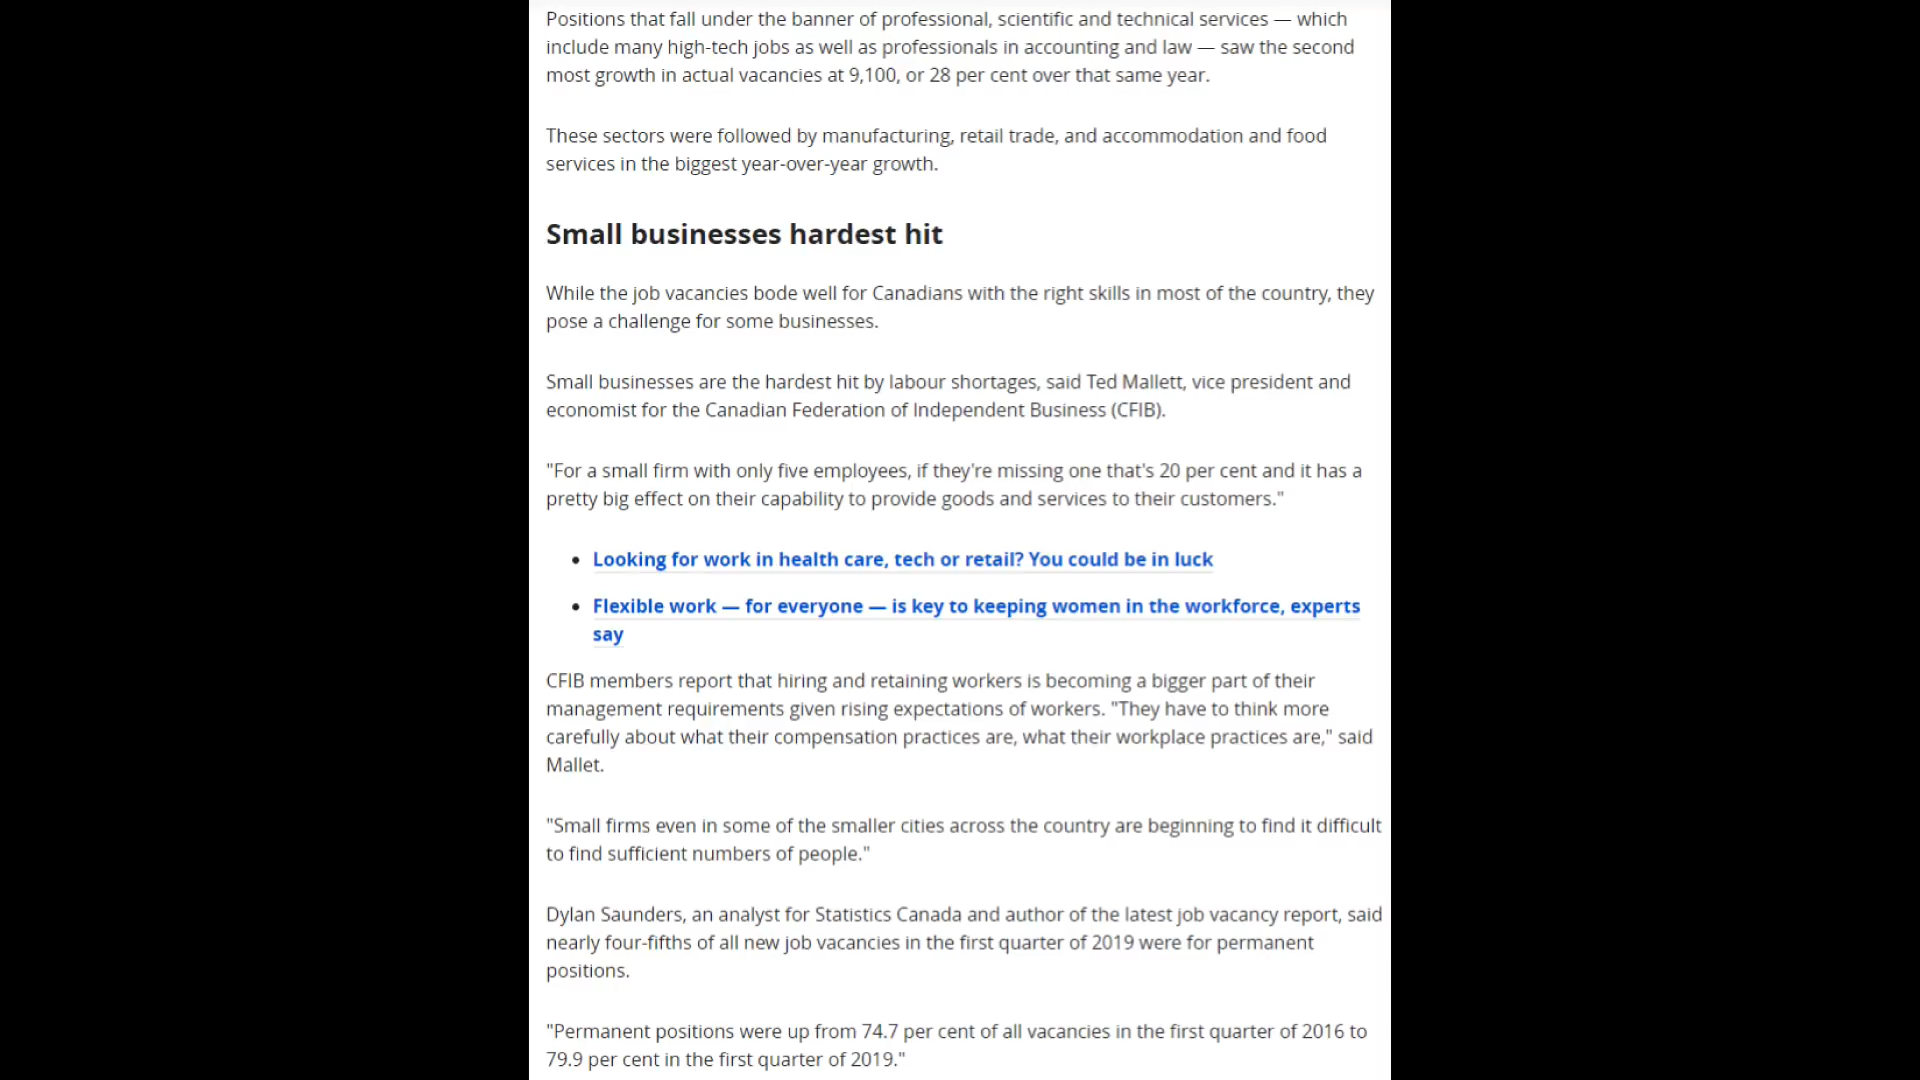 Positions that fall under the banner of professional, scientific and technical services — which
include many high-tech jobs as well as professionals in accounting and law — saw the second
most growth in actual vacancies at 9,100, or 28 per cent over that same year.
These sectors were followed by manufacturing, retail trade, and accommodation and food
services in the biggest year-over-year growth.
Small businesses hardest hit
While the job vacancies bode well for Canadians with the right skills in most of the country, they
pose a challenge for some businesses.
Small businesses are the hardest hit by labour shortages, said Ted Mallett, vice president and
economist for the Canadian Federation of Independent Business (CFIB).
"For a small firm with only five employees, if they're missing one that's 20 per cent and it has a
pretty big effect on their capability to provide goods and services to their customers."
• Looking for work in health care, tech or retail? You could be in luck
• Flexible work — for everyone — is key to keeping women in the workforce, experts
say
CFIB members report that hiring and retaining workers is becoming a bigger part of their
management requirements given rising expectations of workers. "They have to think more
carefully about what their compensation practices are, what their workplace practices are," said
Mallet.
"Small firms even in some of the smaller cities across the country are beginning to find it difficult
to find sufficient numbers of people."
Dylan Saunders, an analyst for Statistics Canada and author of the latest job vacancy report, said
nearly four-fifths of all new job vacancies in the first quarter of 2019 were for permanent
positions.
"Permanent positions were up from 74.7 per cent of all vacancies in the first quarter of 2016 to
79.9 per cent in the first quarter of 2019."